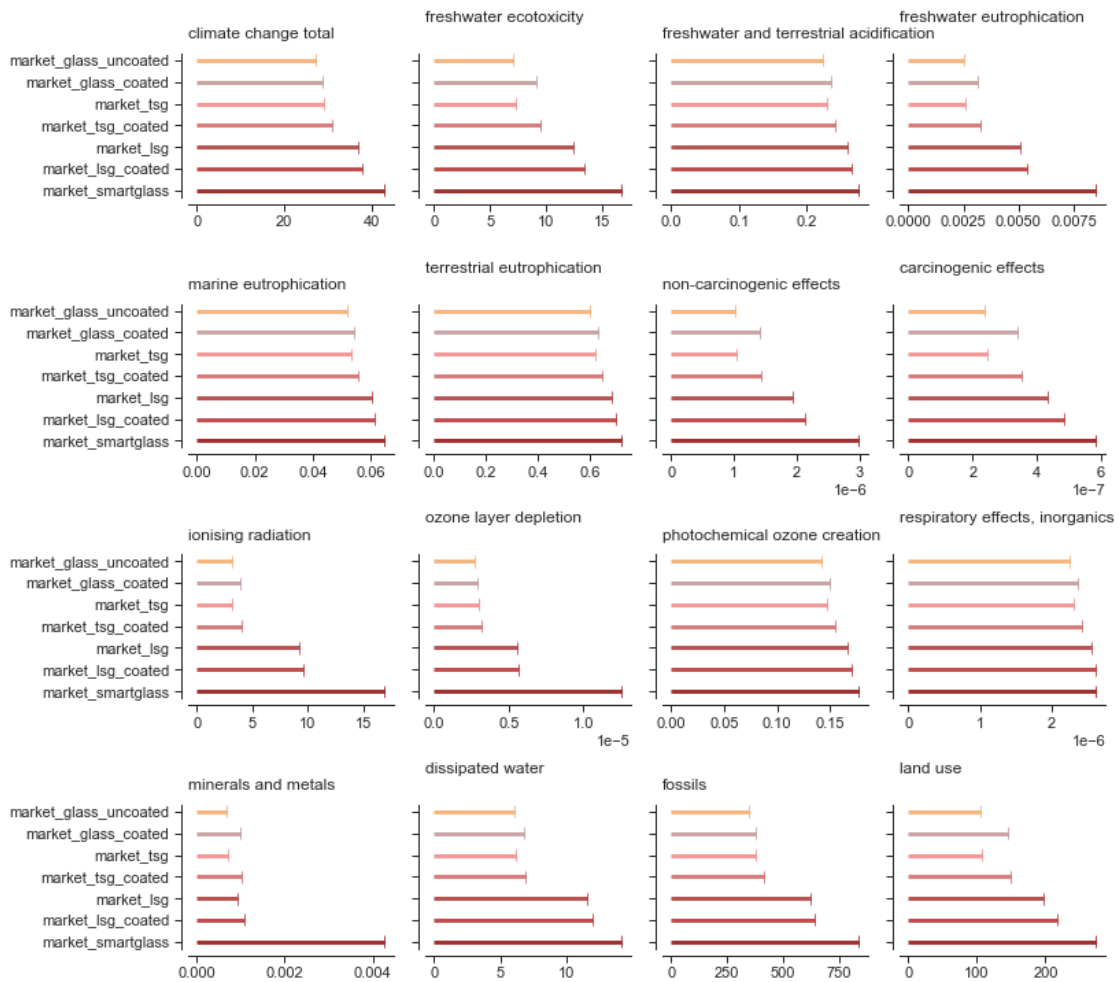 climate change total
freshwater ecotoxicity
freshwater and terrestrial acidification
freshwater eutrophication
market_glass_uncoated
market_glass_coated
market_tsg
market_tsg_coated
market_lsg
market_lsg_coated
market_smartglass
0 20 40
0 5 10 15
0.0 0.1 0.2
0.0000 0.0025 0.0050 0.0075
marine eutrophication
terrestrial eutrophication
non-carcinogenic effects
carcinogenic effects
market_glass_uncoated
market_glass_coated
market_tsg
market_tsg_coated
market_lsg
market_lsg_coated
market_smartglass
0.00 0.02 0.04 0.06
0.0 0.2 0.4 0.6
0 1 2 3
1e−6
0 2 4 6
1e−7
ionising radiation
ozone layer depletion
photochemical ozone creation
respiratory effects, inorganics
market_glass_uncoated
market_glass_coated
market_tsg
market_tsg_coated
market_lsg
market_lsg_coated
market_smartglass
0 5 10 15
0.0 0.5 1.0
1e−5
0.00 0.05 0.10 0.15
0 1 2
1e−6
minerals and metals
dissipated water
fossils
land use
market_glass_uncoated
market_glass_coated
market_tsg
market_tsg_coated
market_lsg
market_lsg_coated
market_smartglass
0.000 0.002 0.004
0 5 10
0 250 500 750
0 100 200